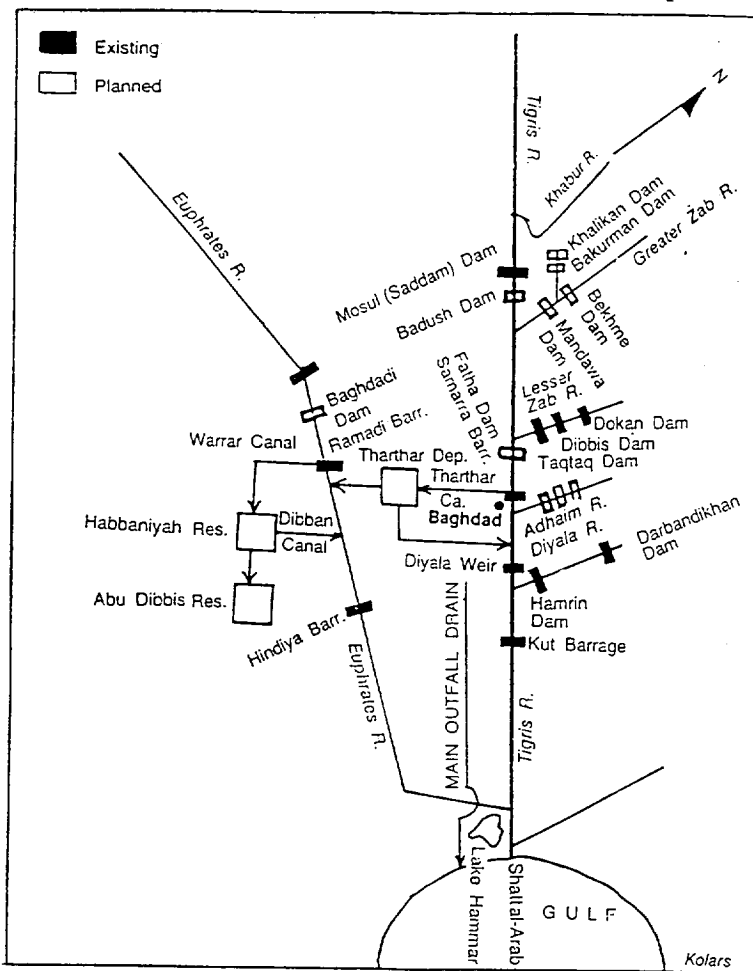 Existing
Planned
N
Tigris R.
Khabur R.
Euphrates R.
Khalikan Dam
Bakurman Dam
Greater Zab R.
Mosul (Saddam) Dam
Badush Dam
Bekhme
Dam
Mandawa
Dam
Baghdadi
Dam
Ramadi Barr.
Fatha Dam
Samarra Barr.
Lesser
Zab R.
Dokan Dam
Dibbis Dam
Taqtaq Dam
Warrar Canal
Tharthar Dep.
Tharthar
Ca.
Baghdad
Adhaim R.
Diyala R.
Darbandikhan
Dam
Habbaniyah Res.
Dibban
Canal
Diyala Weir
Abu Dibbis Res.
Hamrin
Dam
Hindiya Barr.
Kut Barrage
Euphrates R.
MAIN OUTFALL DRAIN
Tigris R.
Lako Hammar
Shattal-Arab
GULF
Kolars